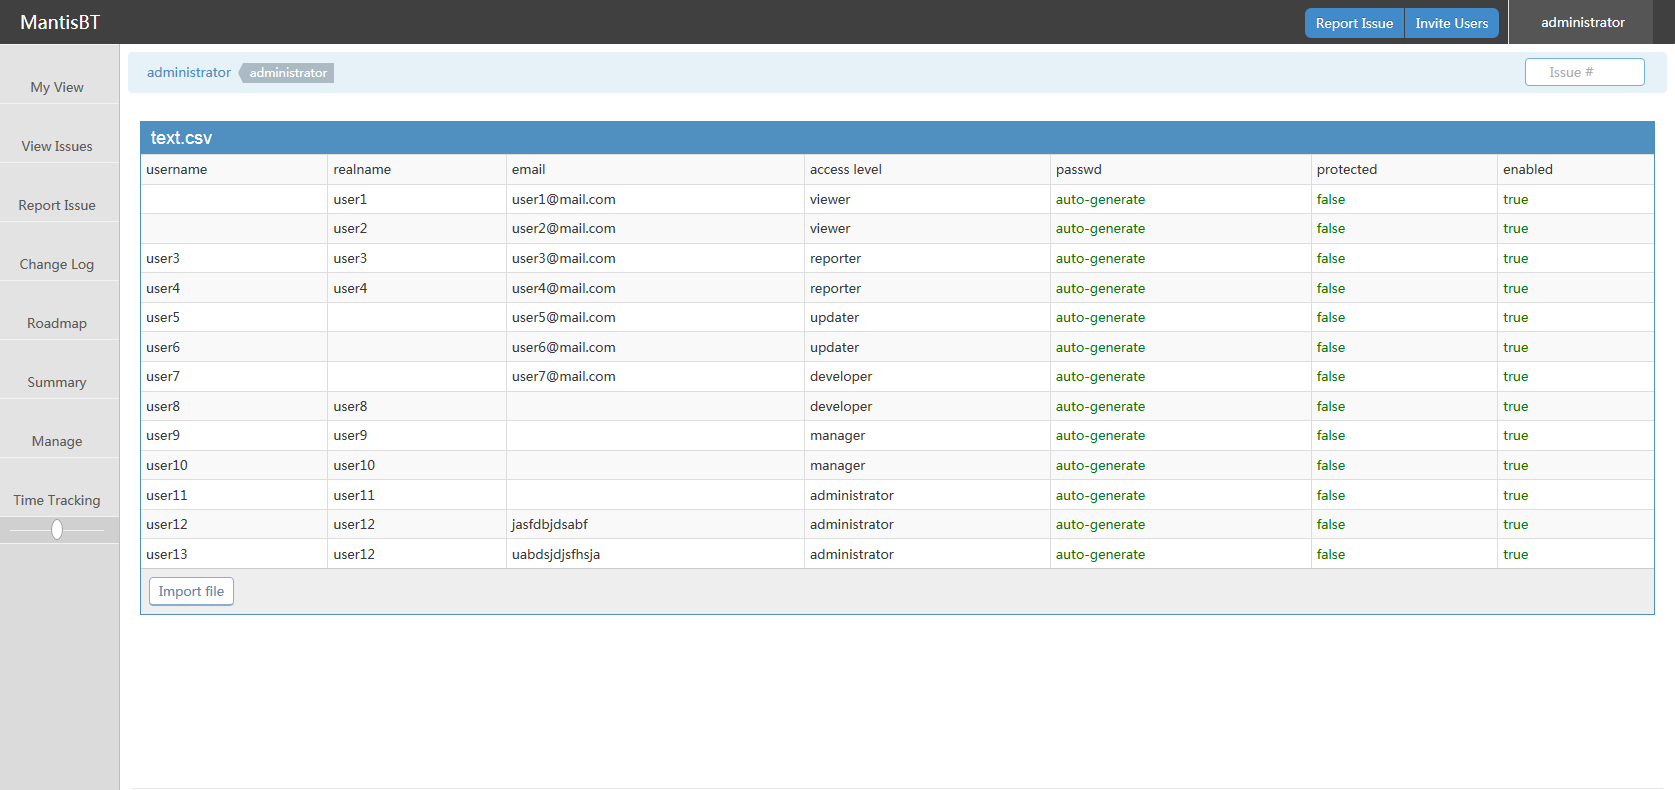 MantisBT
Report Issue Invite Users administrator
administrator administrator Issue #
My View
View Issues
Report Issue
Change Log
Roadmap
Summary
Manage
Time Tracking
text.csv
username realname email access level passwd protected enabled
user1 user1@mail.com viewer auto-generate false true
user2 user2@mail.com viewer auto-generate false true
user3 user3 user3@mail.com reporter auto-generate false true
user4 user4 user4@mail.com reporter auto-generate false true
user5 user5@mail.com updater auto-generate false true
user6 user6@mail.com updater auto-generate false true
user7 user7@mail.com developer auto-generate false true
user8 user8 developer auto-generate false true
user9 user9 manager auto-generate false true
user10 user10 manager auto-generate false true
user11 user11 administrator auto-generate false true
user12 user12 jasfdbjdsabf administrator auto-generate false true
user13 user12 uabdsjdjsfhsja administrator auto-generate false true
Import file